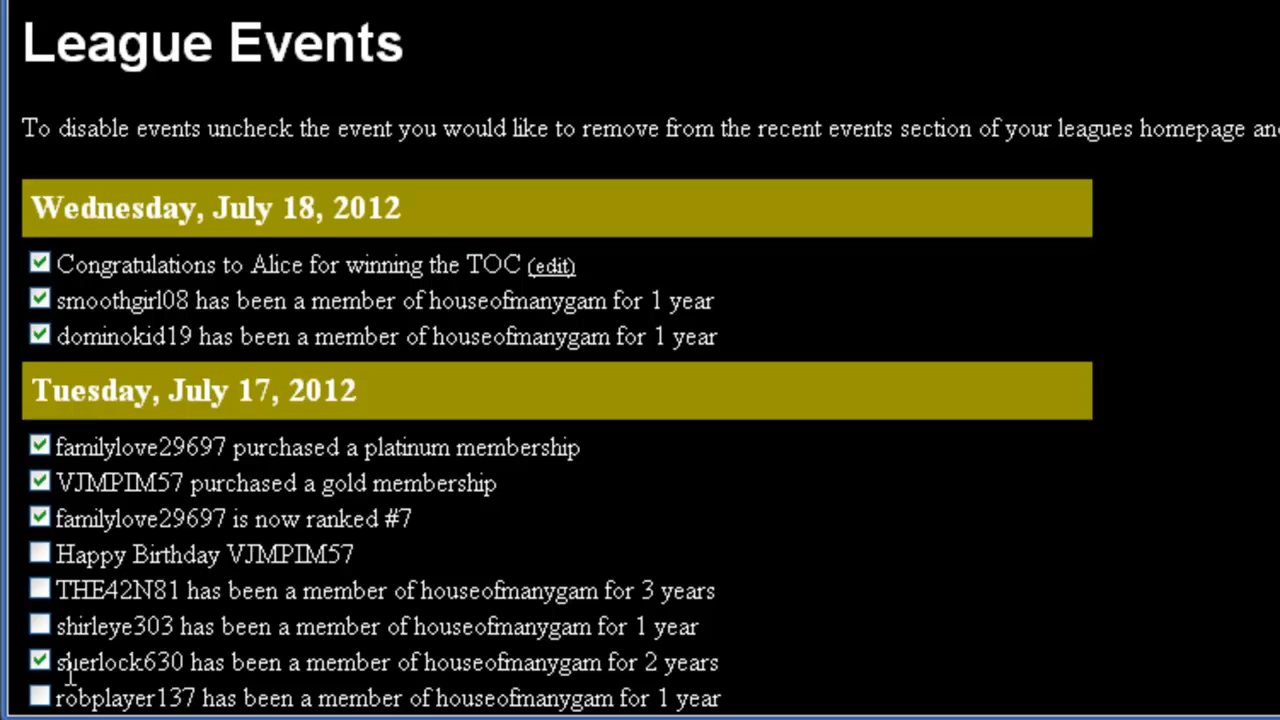 League Events
To disable events uncheck the event you would like to remove from the recent events section of your leagues homepage and
Wednesday, July 18, 2012
Congratulations to Alice for winning the TOC (edit)
smoothgirl08 has been a member of houseofmanygam for 1 year
dominokid19 has been a member of houseofmanygam for 1 year
Tuesday, July 17, 2012
familylove29697 purchased a platinum membership
VJMPIM57 purchased a gold membership
familylove29697 is now ranked #7
Happy Birthday VJMPIM57
THE42N81 has been a member of houseofmanygam for 3 years
shirleye303 has been a member of houseofmanygam for 1 year
sherlock630 has been a member of houseofmanygam for 2 years
robplayer137 has been a member of houseofmanygam for 1 year